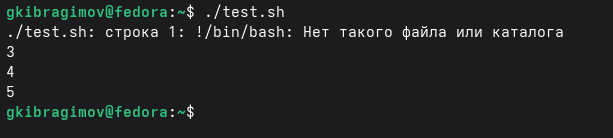 gkibragimov@fedora:~$ ./test.sh
./test.sh: строка 1: !/bin/bash: Нет такого файла или каталога
3
4
5
gkibragimov@fedora:~$